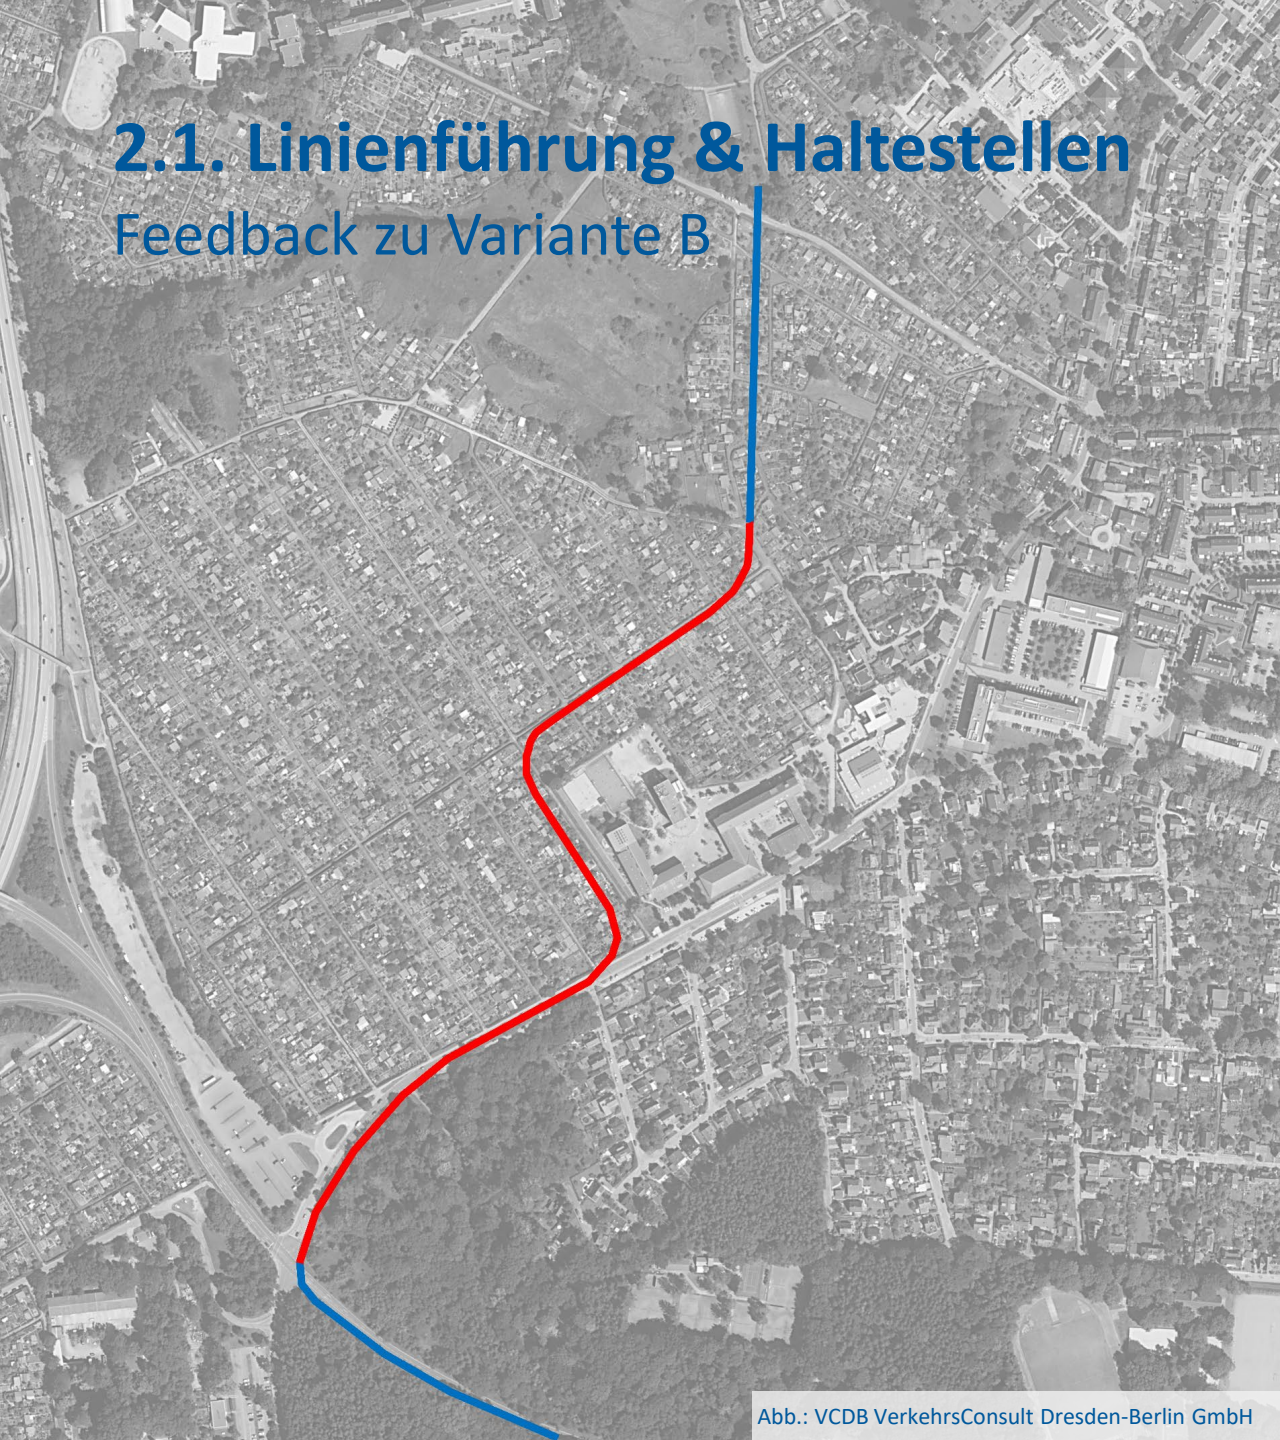 2.1. Linienführung & Haltestellen
Feedback zu Variante B
Abb.: VCDB VerkehrsConsult Dresden-Berlin GmbH